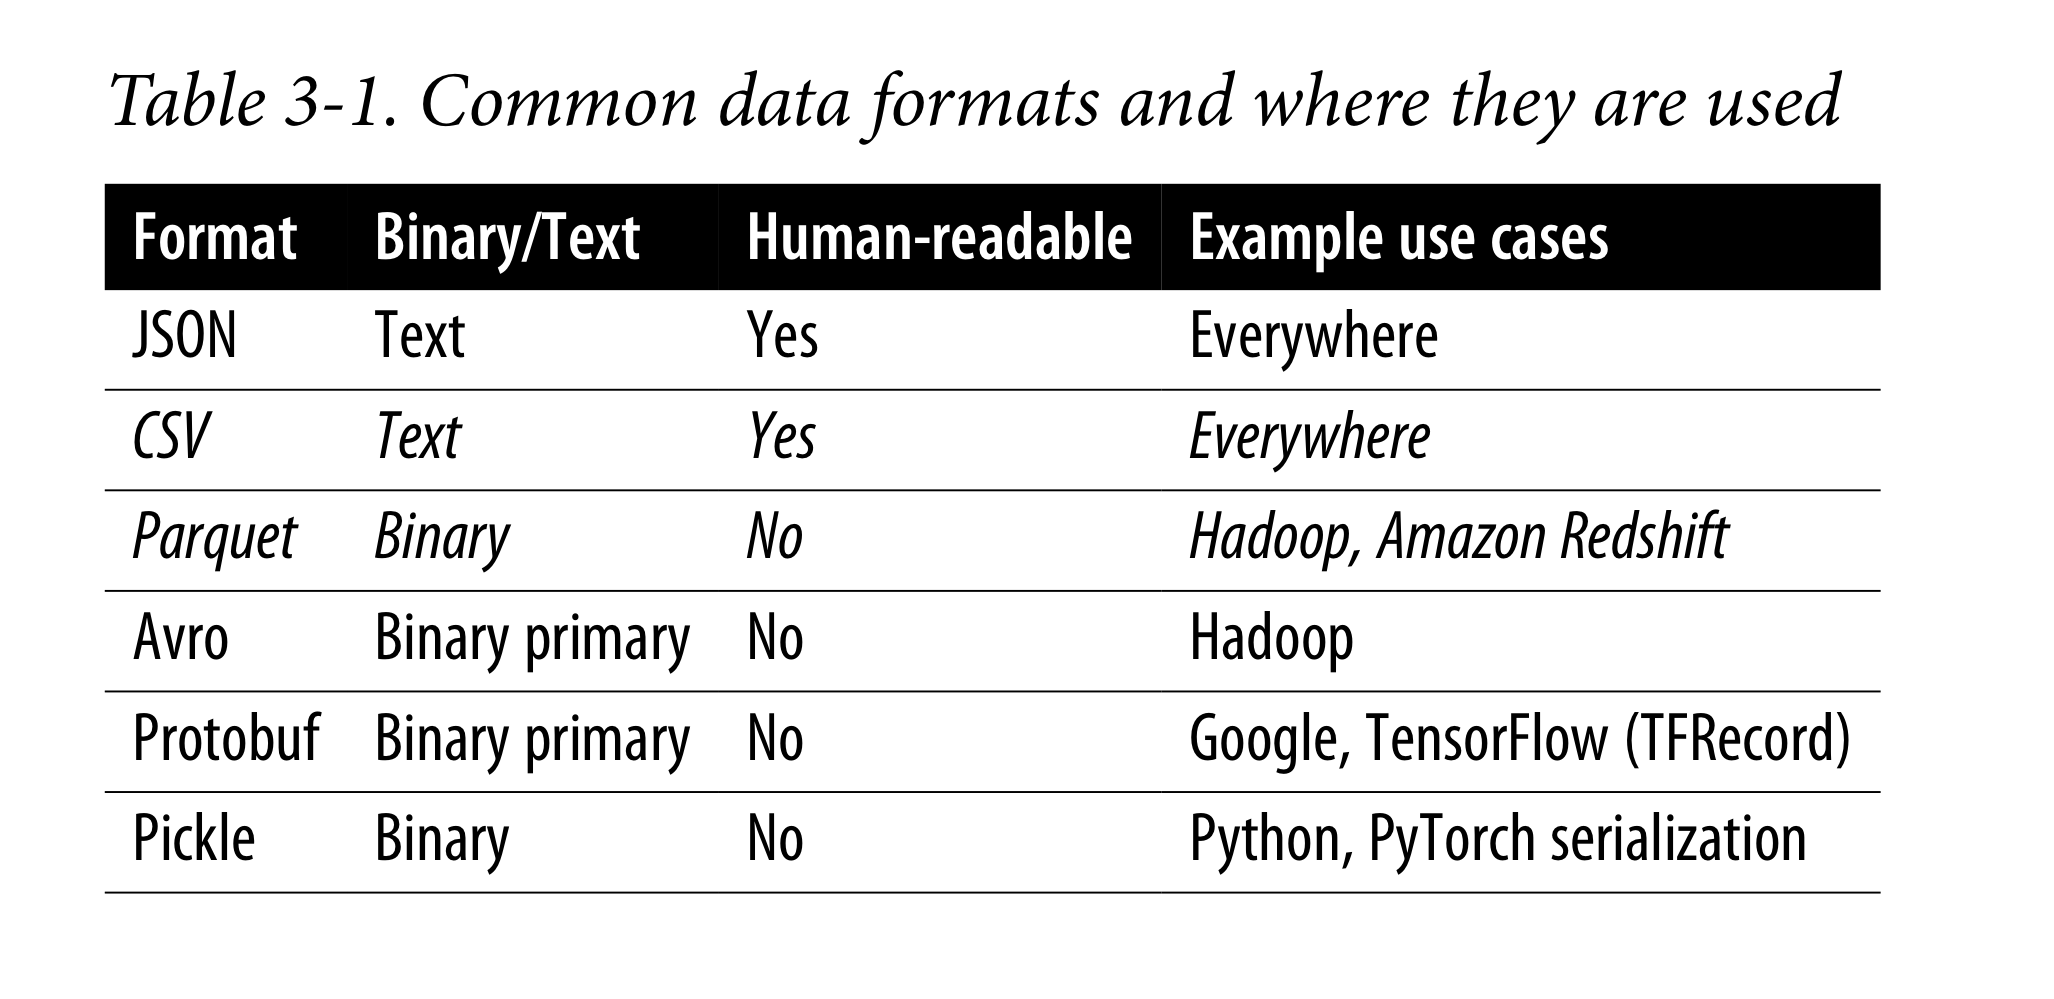 Table 3-1. Common data formats and where they are used
Format Binary/Text Human-readable Example use cases
JSON Text Yes Everywhere
CSV Text Yes Everywhere
Parquet Binary No Hadoop, Amazon Redshift
Avro Binary primary No Hadoop
Protobuf Binary primary No Google, TensorFlow (TFRecord)
Pickle Binary No Python, PyTorch serialization